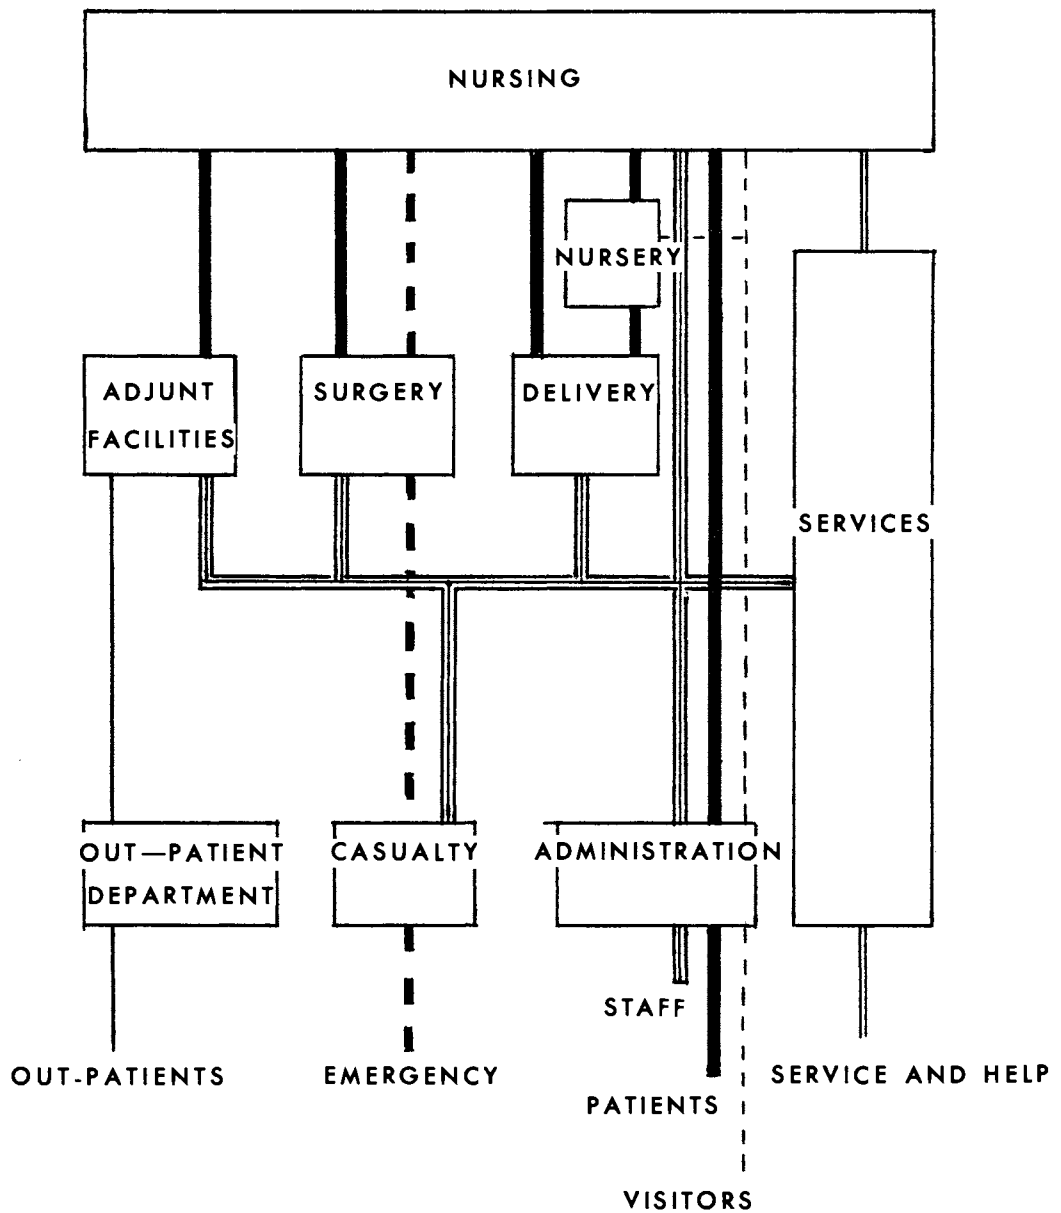 NURSING
NURSERY
ADJUNT
FACILITIES
SURGERY
DELIVERY
SERVICES
OUT—PATIENT
DEPARTMENT
CASUALTY
ADMINISTRATION
STAFF
OUT-PATIENTS
EMERGENCY
SERVICE AND HELP
PATIENTS
VISITORS